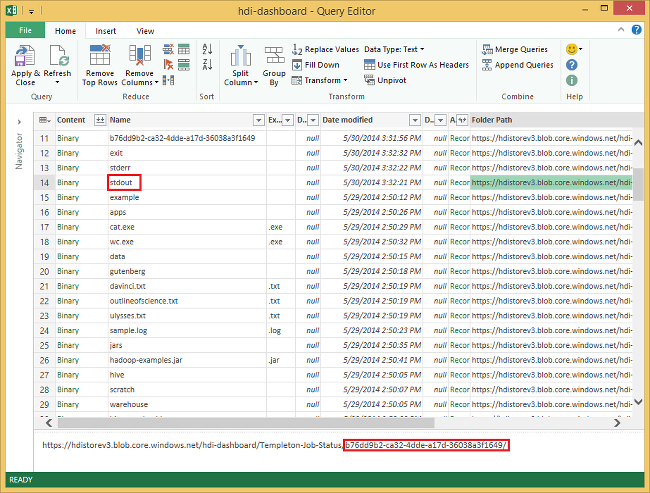 hdi-dashboard - Query Editor
File Home Insert View
Apply & Close Refresh Remove Top Rows Remove Columns Split Column Group By Replace Values Data Type: Text Merge Queries
Fill Down Use First Row As Headers Append Queries
Transform Unpivot Help
Query Reduce Sort Transform Combine Help
Navigator
Content Name Ex... D... Date modified D... A Folder Path
11 Binary b76dd9b2-ca32-4dde-a17d-36038a3f1649 null 5/30/2014 3:31:56 PM null Recor https://hdistorev3.blob.core.windows.net/hdi-
12 Binary exit null 5/30/2014 3:32:32 PM null Recor https://hdistorev3.blob.core.windows.net/hdi-
13 Binary stderr null 5/30/2014 3:32:22 PM null Recor https://hdistorev3.blob.core.windows.net/hdi-
14 Binary stdout null 5/30/2014 3:32:21 PM null Recor https://hdistorev3.blob.core.windows.net/hdi-
15 Binary example null 5/29/2014 2:50:12 PM null Recor https://hdistorev3.blob.core.windows.net/hdi-
16 Binary apps null 5/29/2014 2:50:26 PM null Recor https://hdistorev3.blob.core.windows.net/hdi-
17 Binary cat.exe .exe null 5/29/2014 2:50:29 PM null Recor https://hdistorev3.blob.core.windows.net/hdi-
18 Binary wc.exe .exe null 5/29/2014 2:50:32 PM null Recor https://hdistorev3.blob.core.windows.net/hdi-
19 Binary data null 5/29/2014 2:50:15 PM null Recor https://hdistorev3.blob.core.windows.net/hdi-
20 Binary gutenberg null 5/29/2014 2:50:18 PM null Recor https://hdistorev3.blob.core.windows.net/hdi-
21 Binary davinci.txt .txt null 5/29/2014 2:50:19 PM null Recor https://hdistorev3.blob.core.windows.net/hdi-
22 Binary outlineofscience.txt .txt null 5/29/2014 2:50:19 PM null Recor https://hdistorev3.blob.core.windows.net/hdi-
23 Binary ulysses.txt .txt null 5/29/2014 2:50:19 PM null Recor https://hdistorev3.blob.core.windows.net/hdi-
24 Binary sample.log .log null 5/29/2014 2:50:23 PM null Recor https://hdistorev3.blob.core.windows.net/hdi-
25 Binary jars null 5/29/2014 2:50:35 PM null Recor https://hdistorev3.blob.core.windows.net/hdi-
26 Binary hadoop-examples.jar .jar null 5/29/2014 2:50:41 PM null Recor https://hdistorev3.blob.core.windows.net/hdi-
27 Binary hive null 5/29/2014 2:50:05 PM null Recor https://hdistorev3.blob.core.windows.net/hdi-
28 Binary scratch null 5/29/2014 2:50:07 PM null Recor https://hdistorev3.blob.core.windows.net/hdi-
29 Binary warehouse null 5/29/2014 2:50:05 PM null Recor https://hdistorev3.blob.core.windows.net/hdi-
https://hdistorev3.blob.core.windows.net/hdi-dashboard/Templeton-Job-Status/b76dd9b2-ca32-4dde-a17d-36038a3f1649/
READY